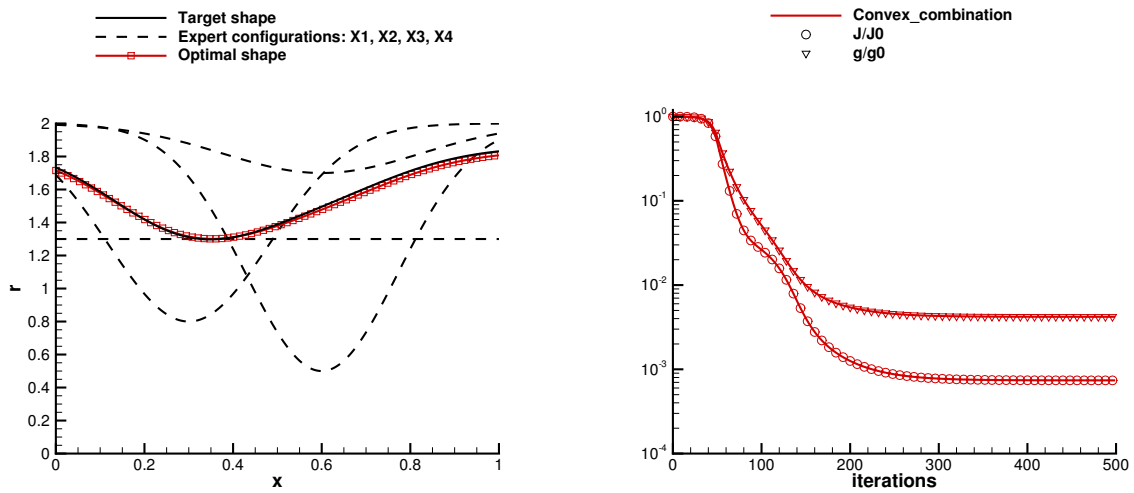 Target shape
Expert configurations: X1, X2, X3, X4
Optimal shape
r
2
1.8
1.6
1.4
1.2
1
0.8
0.6
0.4
0.2
0
0 0.2 0.4 0.6 0.8 1
x
Convex_combination
J/J0
g/g0
10^0
10^-1
10^-2
10^-3
10^-4
0 100 200 300 400 500
iterations